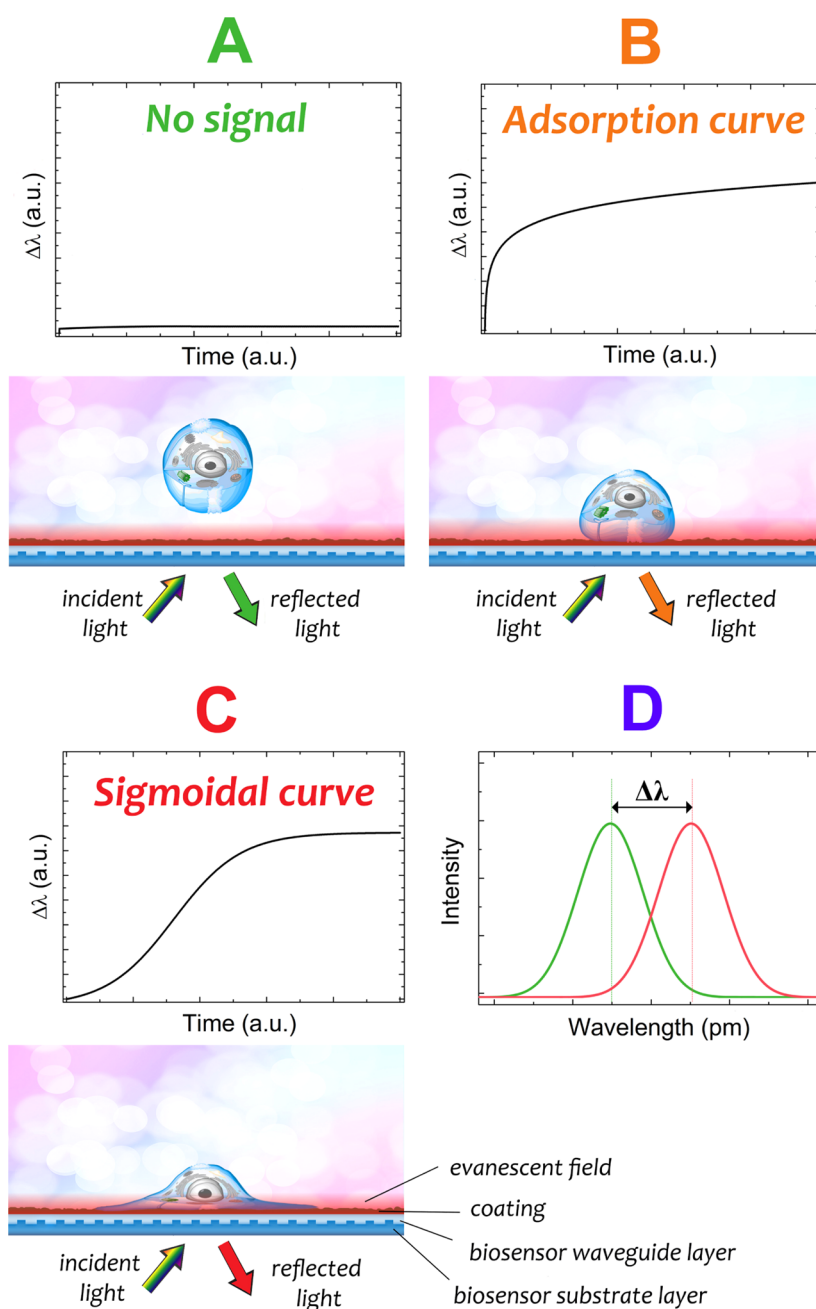 A
No signal
Δλ (a.u.)
Time (a.u.)
incident
light
reflected
light
B
Adsorption curve
Δλ (a.u.)
Time (a.u.)
incident
light
reflected
light
C
Sigmoidal curve
Δλ (a.u.)
Time (a.u.)
incident
light
reflected
light
D
Δλ
Intensity
Wavelength (pm)
evanescent field
coating
biosensor waveguide layer
biosensor substrate layer